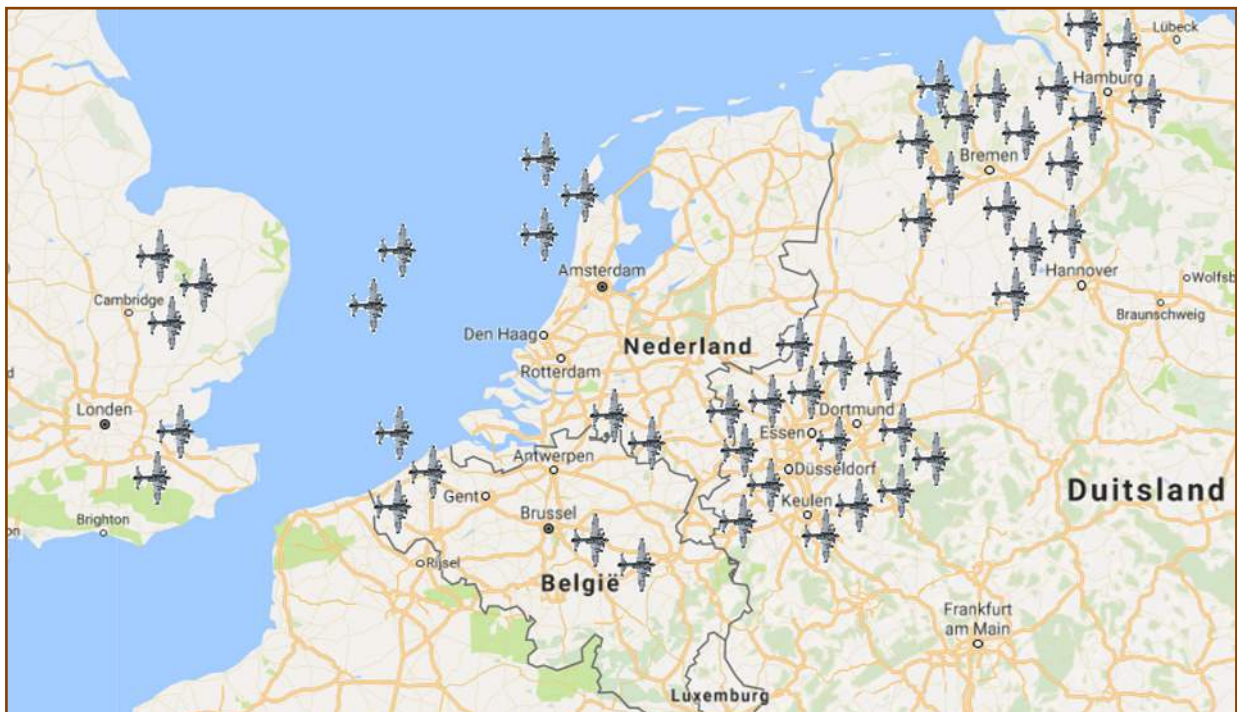 Lübeck
Hamburg
Bremen
Hannover
Wolfsb
Braunschweig
Amsterdam
Cambridge
Den Haag
Nederland
Rotterdam
d
Londen
Dortmund
Essen
Antwerpen
Düsseldorf
Gent
Keulen
Duitsland
Brussel
Brighton
on
Rijsel
België
Frankfurt
am Main
Luxemburg